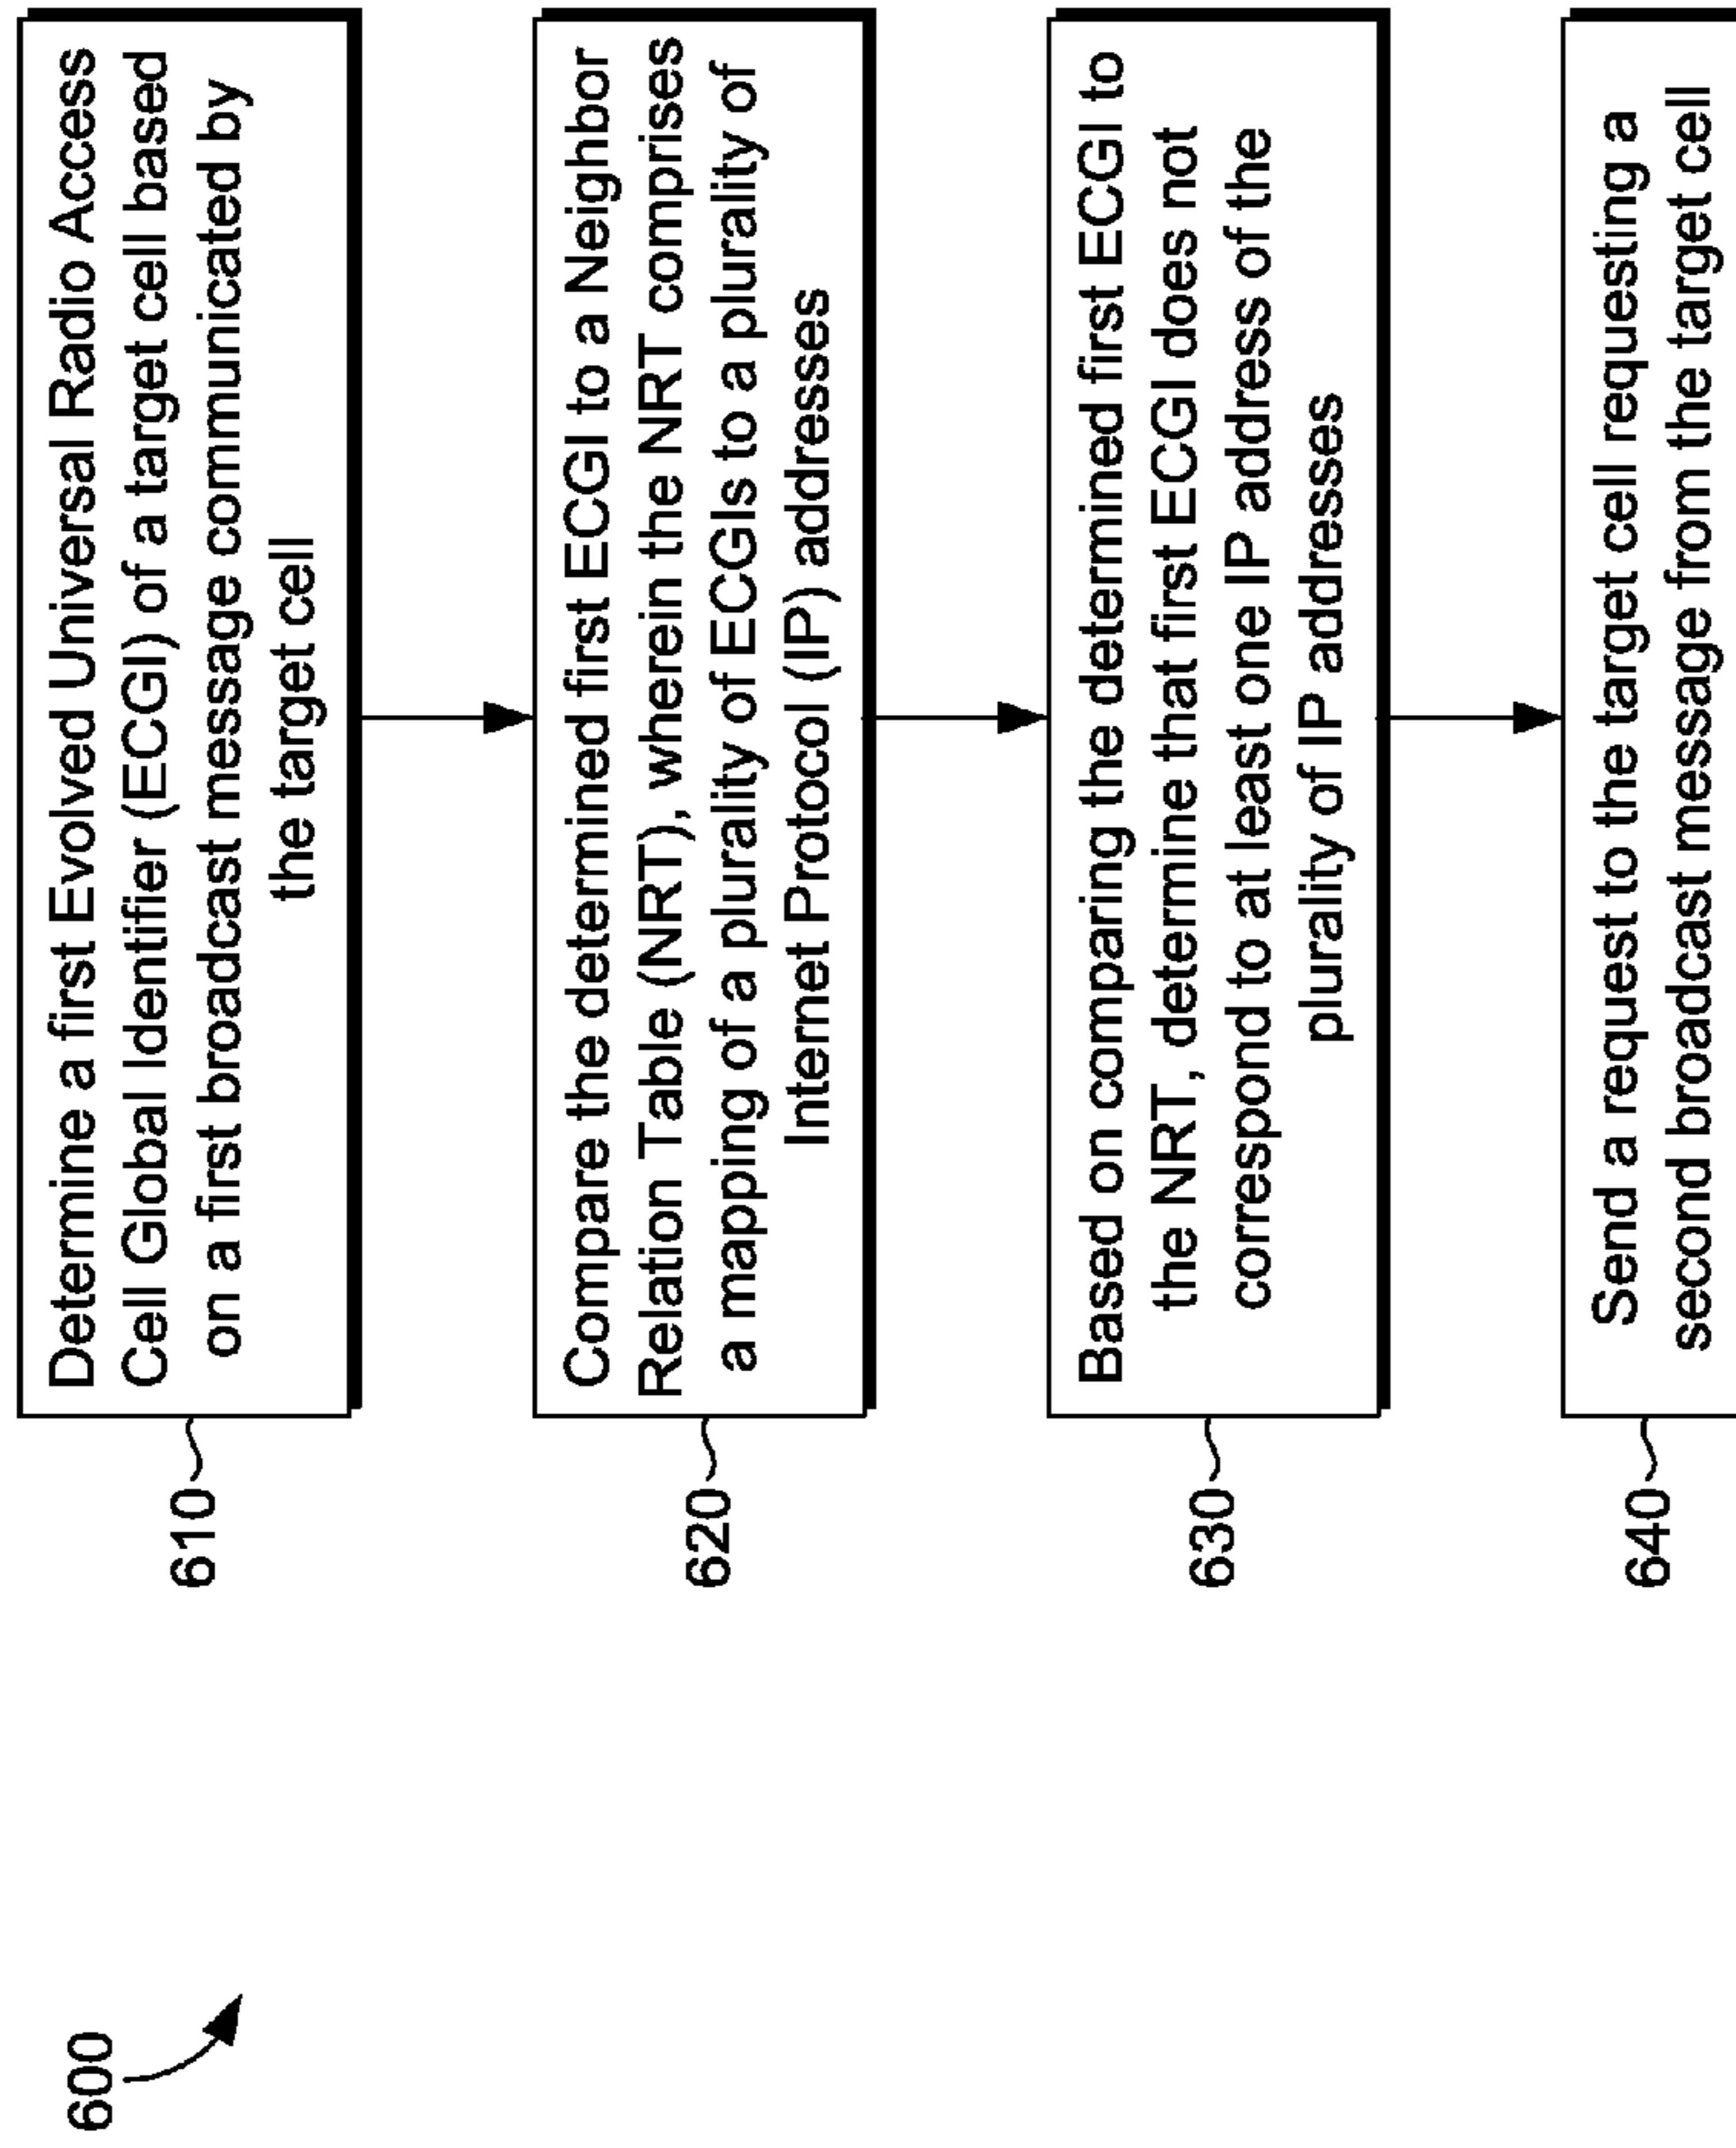 600
610
Determine a first Evolved Universal Radio Access
Cell Global Identifier (ECGI) of a target cell based
on a first broadcast message communicated by
the target cell
620
Compare the determined first ECGI to a Neighbor
Relation Table (NRT), wherein the NRT comprises
a mapping of a plurality of ECGIs to a plurality of
Internet Protocol (IP) addresses
630
Based on comparing the determined first ECGI to
the NRT, determine that first ECGI does not
correspond to at least one IP address of the
plurality of IP addresses
640
Send a request to the target cell requesting a
second broadcast message from the target cell